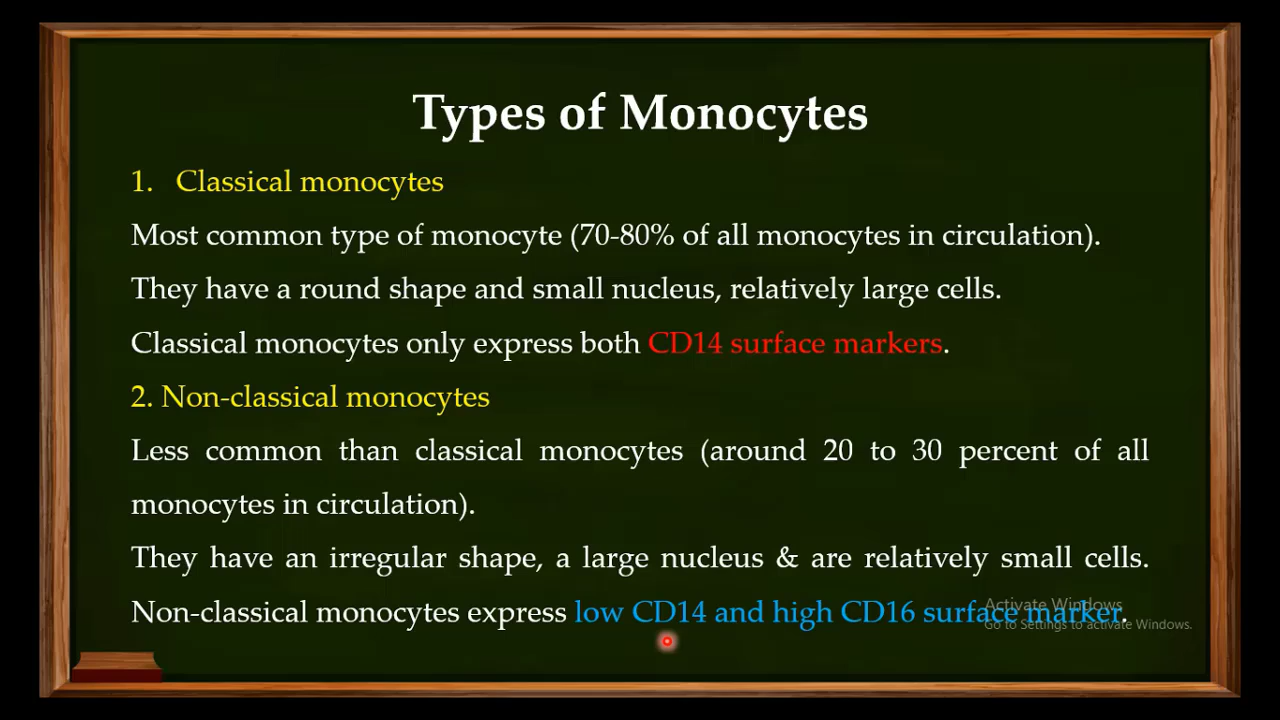 Types of Monocytes
1. Classical monocytes
Most common type of monocyte (70-80% of all monocytes in circulation).
They have a round shape and small nucleus, relatively large cells.
Classical monocytes only express both CD14 surface markers.
2. Non-classical monocytes
Less common than classical monocytes (around 20 to 30 percent of all
monocytes in circulation).
They have an irregular shape, a large nucleus & are relatively small cells.
Non-classical monocytes express low CD14 and high CD16 surface marker.
Activate Windows
Go to Settings to activate Windows.